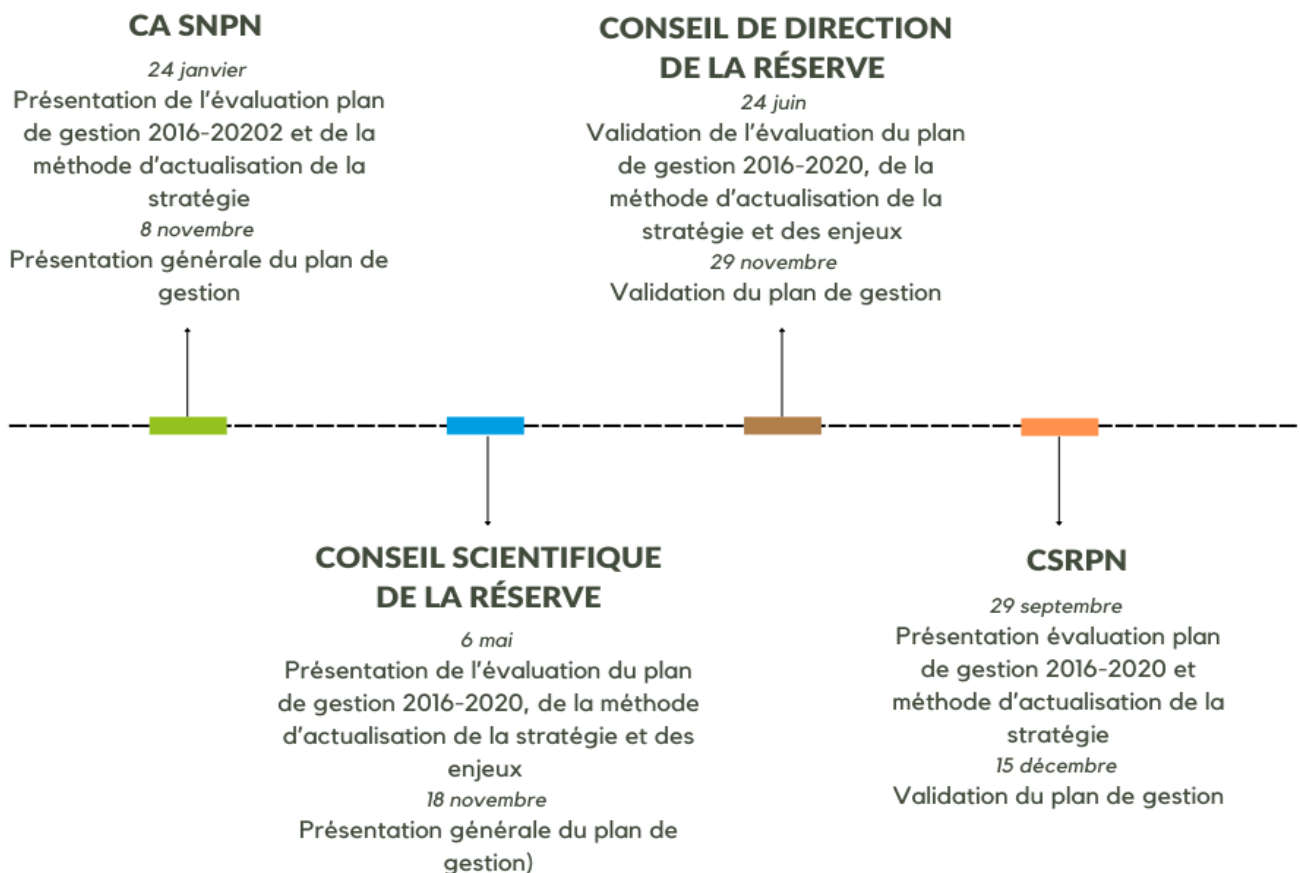 CA SNPN
24 janvier
Présentation de l'évaluation plan
de gestion 2016-20202 et de la
méthode d'actualisation de la
stratégie
8 novembre
Présentation générale du plan de
gestion
CONSEIL DE DIRECTION
DE LA RÉSERVE
24 juin
Validation de l'évaluation du plan
de gestion 2016-2020, de la
méthode d'actualisation de la
stratégie et des enjeux
29 novembre
Validation du plan de gestion
CONSEIL SCIENTIFIQUE
DE LA RÉSERVE
6 mai
Présentation de l'évaluation du plan
de gestion 2016-2020, de la méthode
d'actualisation de la stratégie et des
enjeux
18 novembre
Présentation générale du plan de
gestion)
CSRPN
29 septembre
Présentation évaluation plan
de gestion 2016-2020 et
méthode d'actualisation de la
stratégie
15 décembre
Validation du plan de gestion